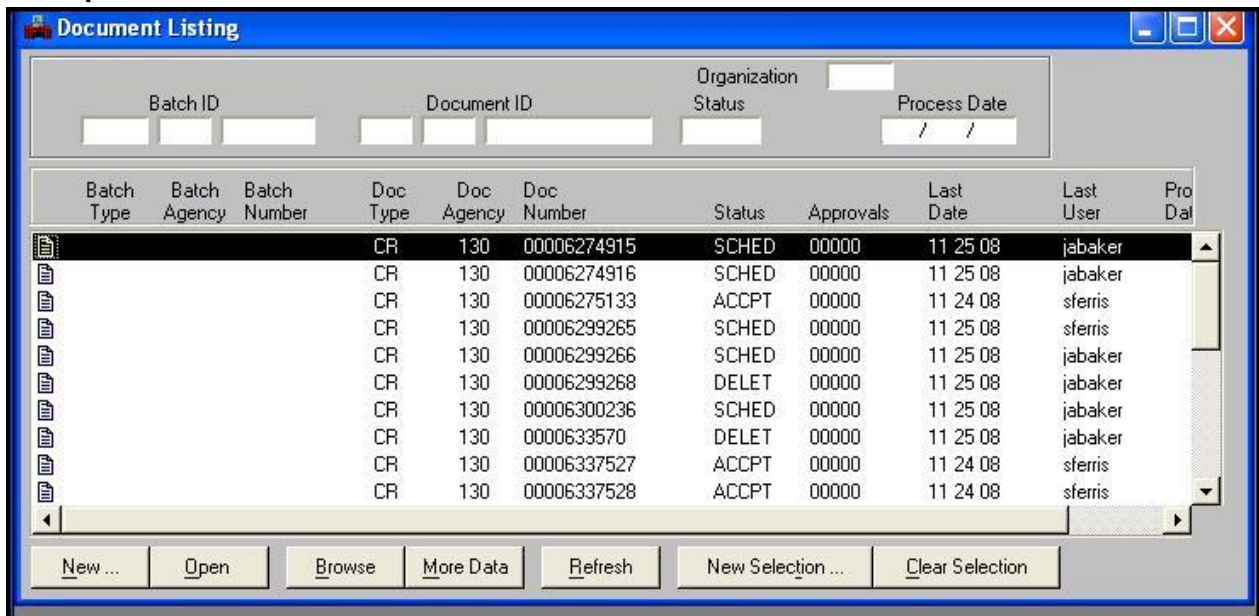 Document Listing
Organization
Batch ID Document ID Status Process Date
/ /
Batch Batch Batch Doc Doc Doc Last Last Pro
Type Agency Number Type Agency Number Status Approvals Date User Dat
CR 130 00006274915 SCHED 00000 11 25 08 jabaker
CR 130 00006274916 SCHED 00000 11 25 08 jabaker
CR 130 00006275133 ACCPT 00000 11 24 08 sferris
CR 130 00006299265 SCHED 00000 11 25 08 sferris
CR 130 00006299266 SCHED 00000 11 25 08 jabaker
CR 130 00006299268 DELET 00000 11 25 08 jabaker
CR 130 00006300236 SCHED 00000 11 25 08 jabaker
CR 130 0000633570 DELET 00000 11 25 08 jabaker
CR 130 00006337527 ACCPT 00000 11 24 08 sferris
CR 130 00006337528 ACCPT 00000 11 24 08 sferris
New ... Open Browse More Data Refresh New Selection ... Clear Selection